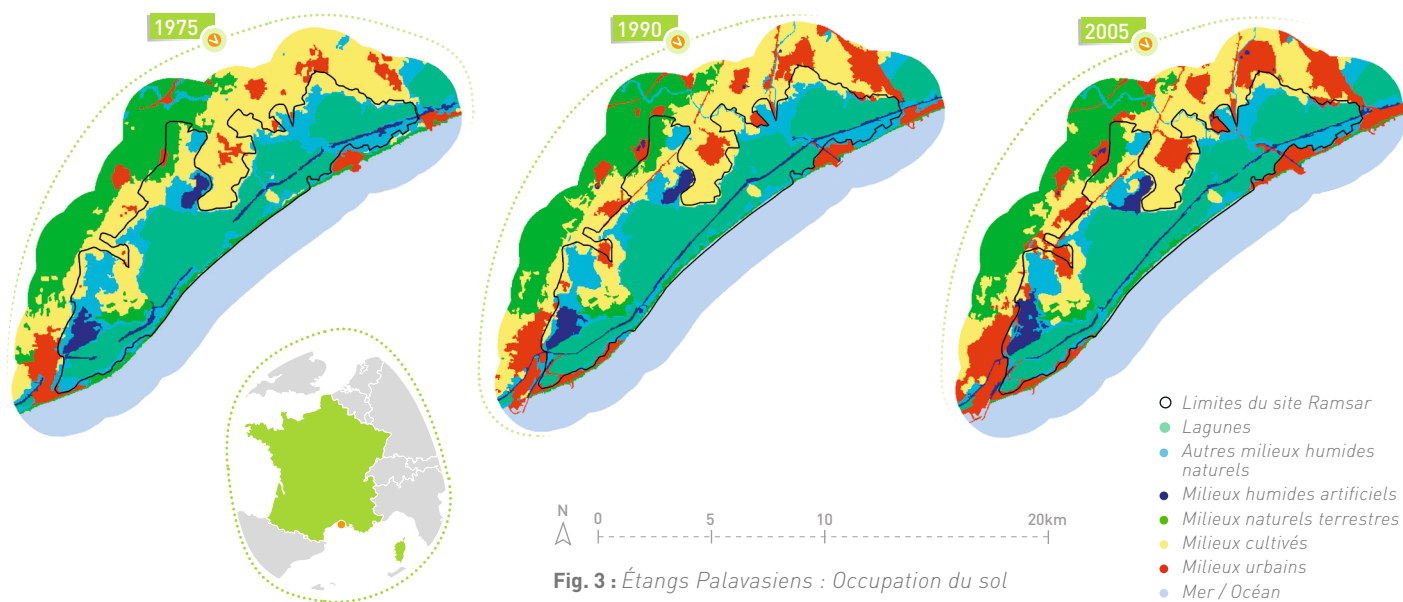 1975
1990
2005
Limites du site Ramsar
Lagunes
Autres milieux humides
naturels
Milieux humides artificiels
Milieux naturels terrestres
Milieux cultivés
Milieux urbains
Mer / Océan
N
0 5 10 20km
Fig. 3 : Étangs Palavasiens : Occupation du sol